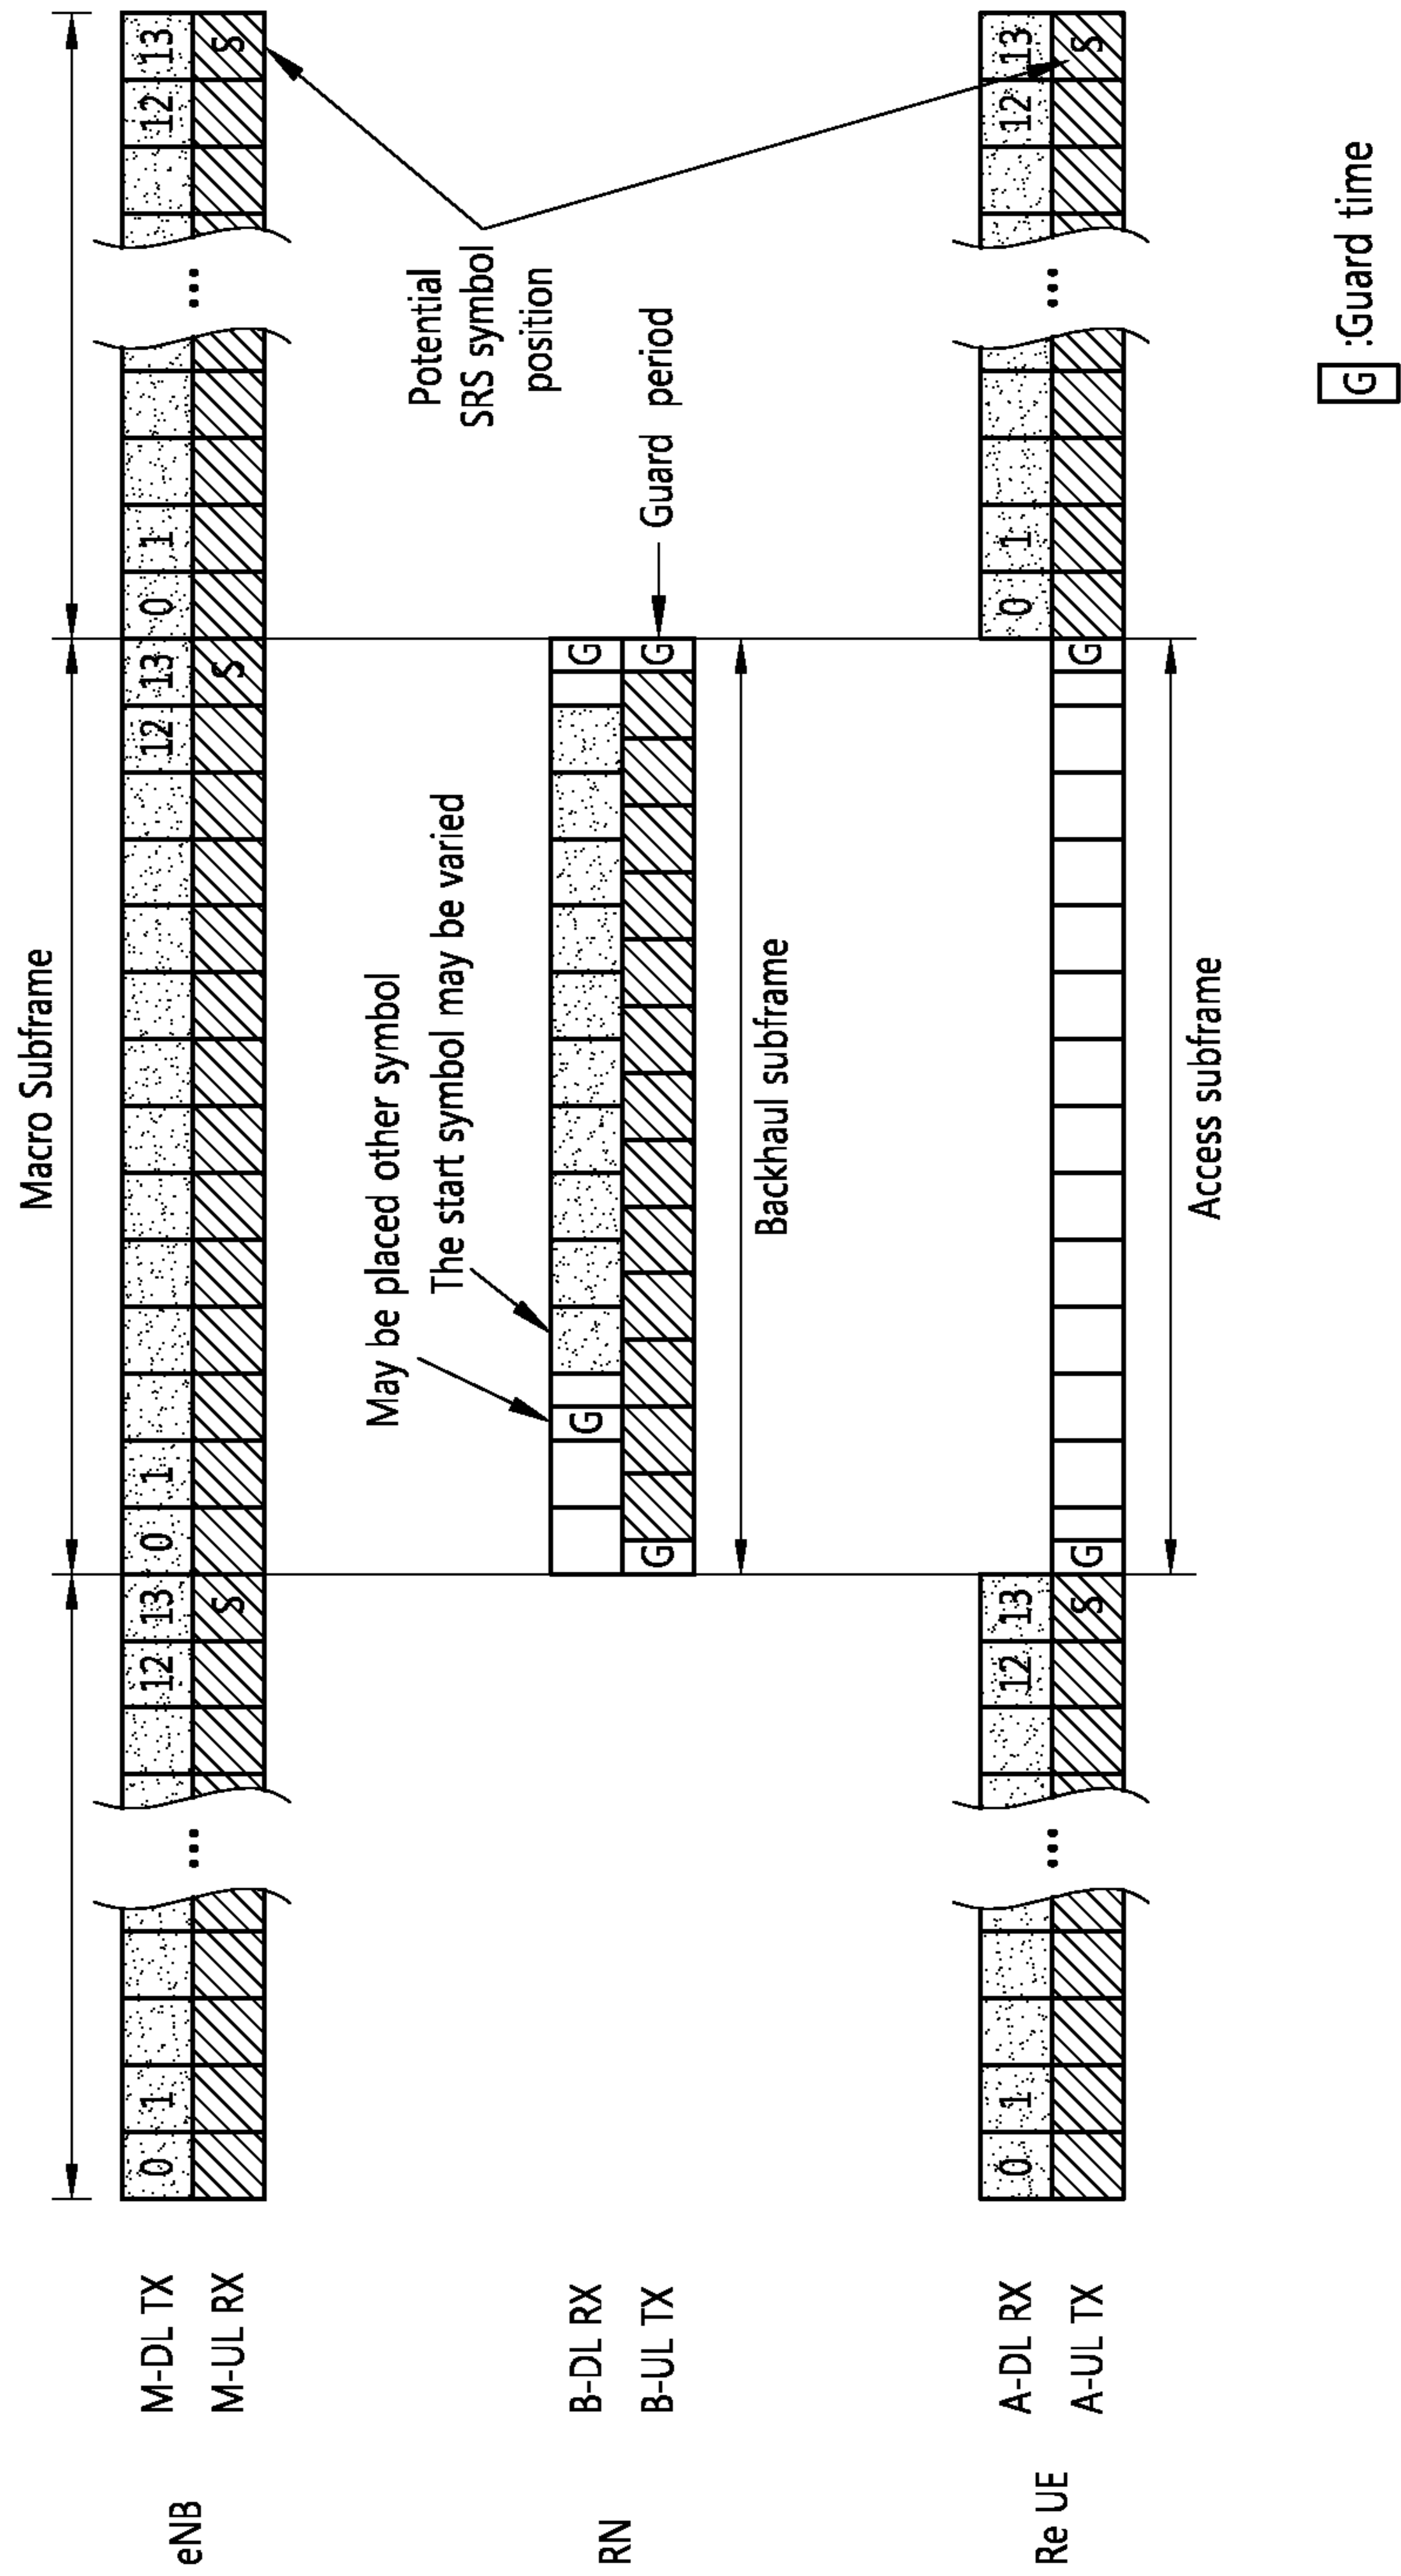 Macro Subframe
eNB
M-DL TX 0 1 ... 12 13 0 1 12 13 0 1 ... 12 13
M-UL RX S S S
Potential
SRS symbol
position
May be placed other symbol
The start symbol may be varied
Guard period
RN
B-DL RX G G
B-UL TX G G
Backhaul subframe
Re UE
A-DL RX 0 1 ... 12 13 0 1 ... 12 13
A-UL TX S G G S
Access subframe
G :Guard time